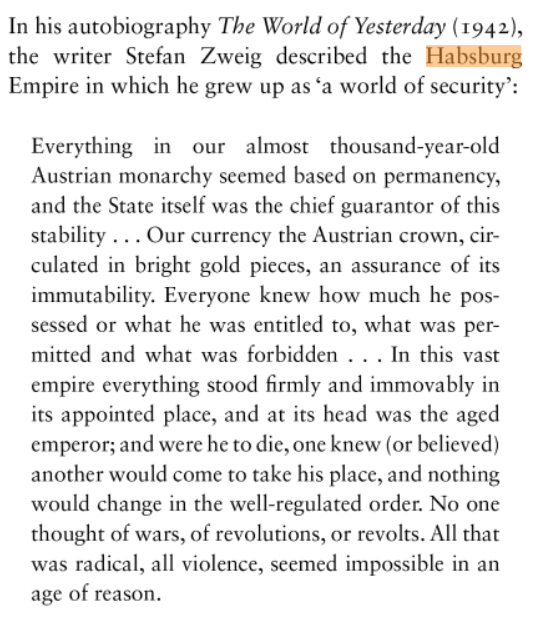 In his autobiography The World of Yesterday (1942),
the writer Stefan Zweig described the Habsburg
Empire in which he grew up as ‘a world of security’:
Everything in our almost thousand-year-old
Austrian monarchy seemed based on permanency,
and the State itself was the chief guarantor of this
stability . . . Our currency the Austrian crown, cir-
culated in bright gold pieces, an assurance of its
immutability. Everyone knew how much he pos-
sessed or what he was entitled to, what was per-
mitted and what was forbidden . . . In this vast
empire everything stood firmly and immovably in
its appointed place, and at its head was the aged
emperor; and were he to die, one knew (or believed)
another would come to take his place, and nothing
would change in the well-regulated order. No one
thought of wars, of revolutions, or revolts. All that
was radical, all violence, seemed impossible in an
age of reason.